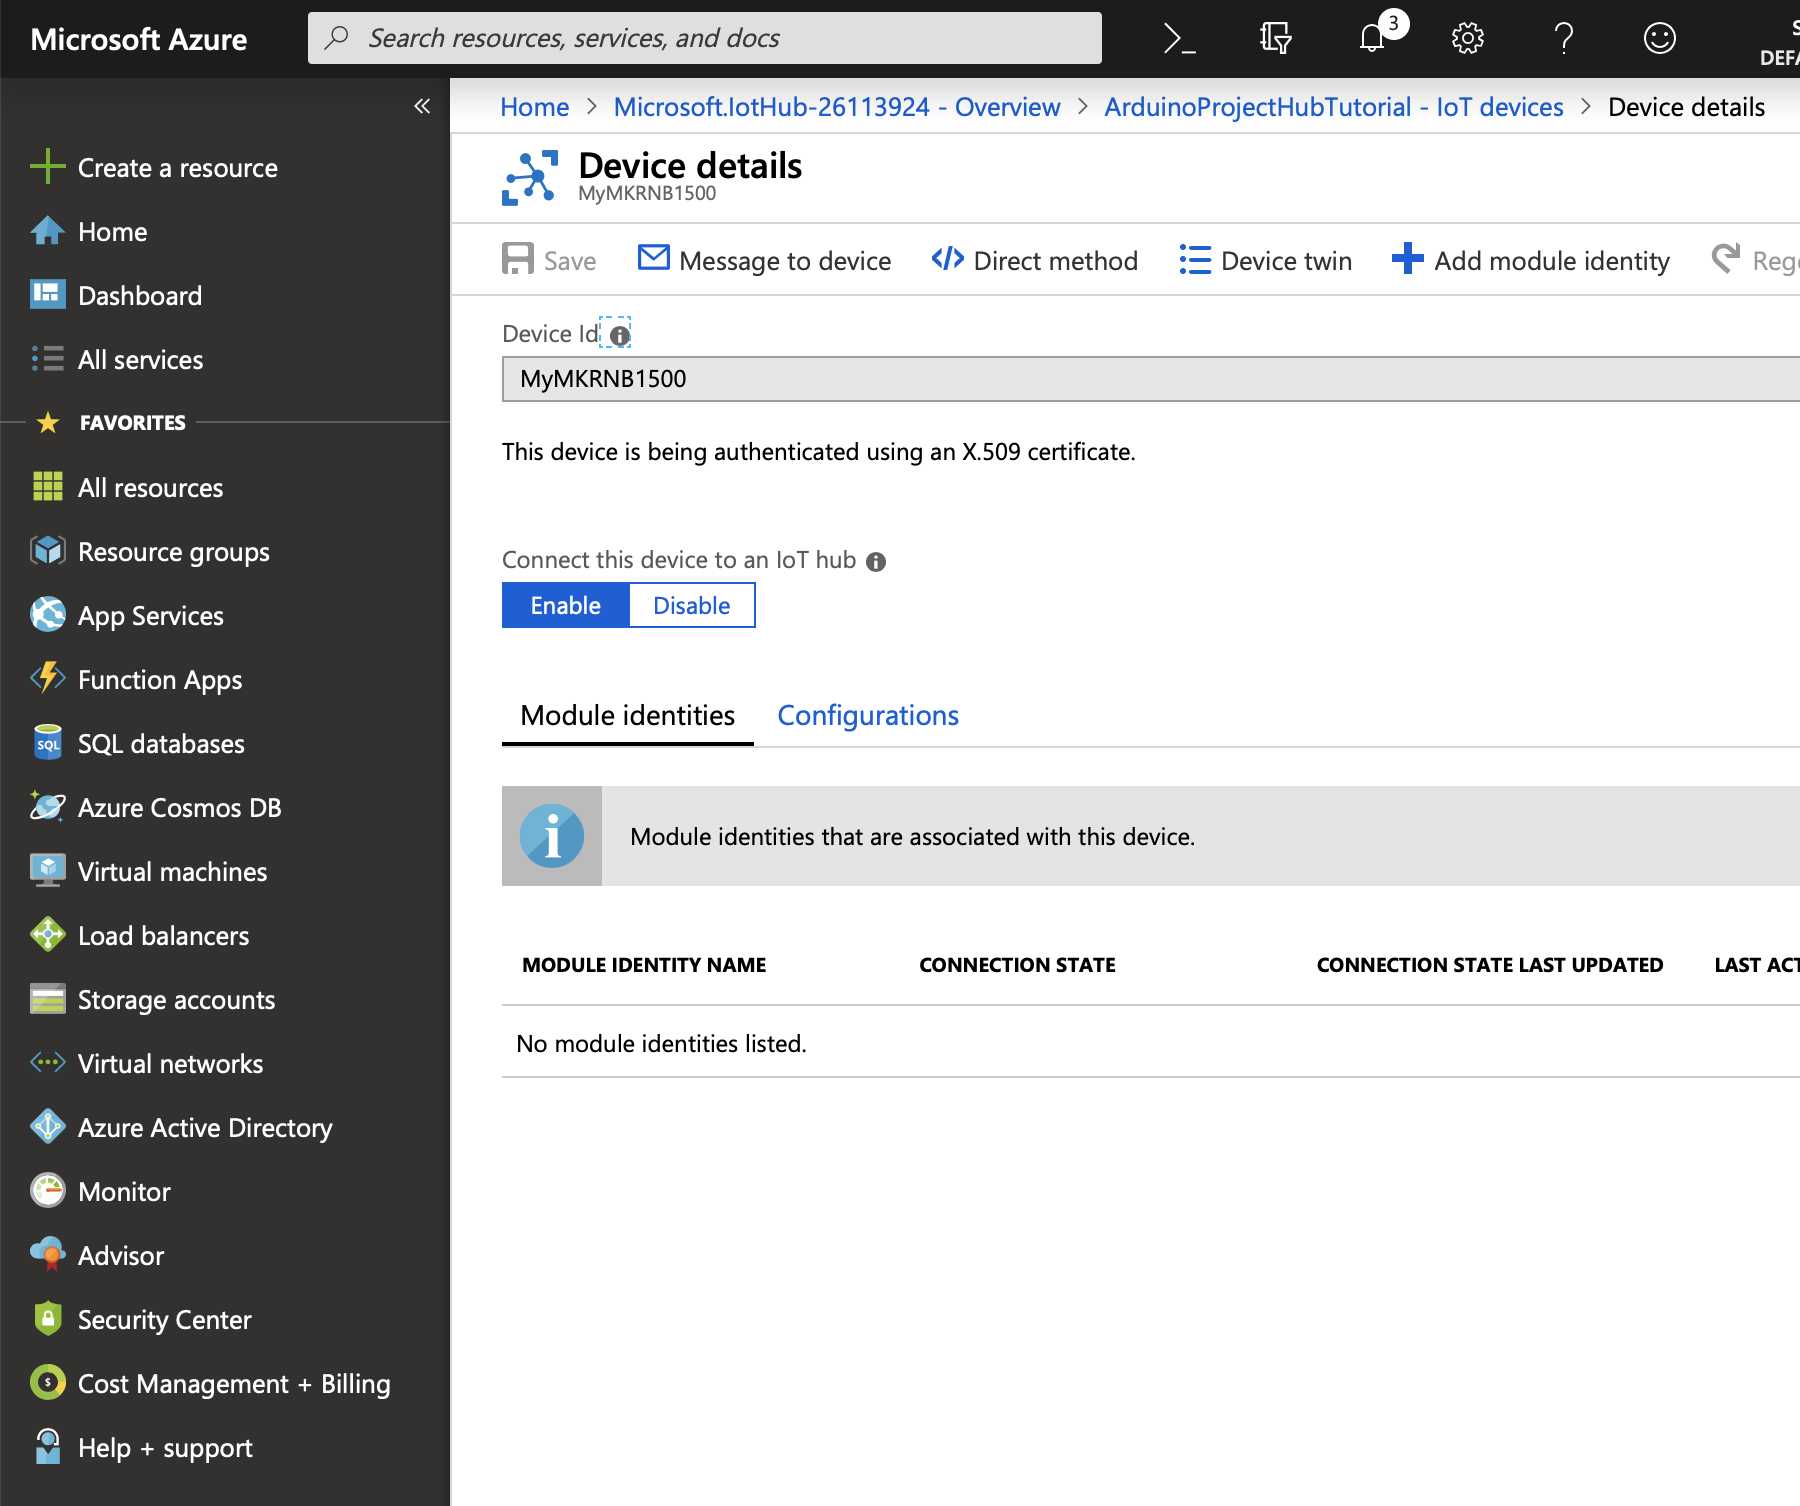 Microsoft Azure
Search resources, services, and docs
3
Home > Microsoft.IotHub-26113924 - Overview > ArduinoProjectHubTutorial - IoT devices > Device details
Create a resource
Home
Dashboard
All services
FAVORITES
All resources
Resource groups
App Services
Function Apps
SQL
SQL databases
Azure Cosmos DB
Virtual machines
Load balancers
Storage accounts
Virtual networks
Azure Active Directory
Monitor
Advisor
Security Center
Cost Management + Billing
Help + support
Device details
MyMKRNB1500
Save Message to device Direct method Device twin Add module identity
Device Id
MyMKRNB1500
This device is being authenticated using an X.509 certificate.
Connect this device to an IoT hub
Enable Disable
Module identities Configurations
Module identities that are associated with this device.
MODULE IDENTITY NAME CONNECTION STATE CONNECTION STATE LAST UPDATED LAST
No module identities listed.